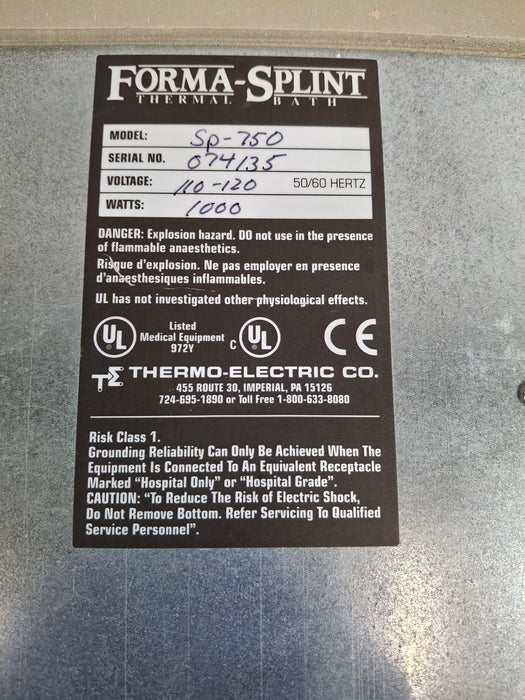 FORMA-SPLINT
THERMAL BATH
MODEL: Sp-750
SERIAL NO. 074135
VOLTAGE: 110-120 50/60 HERTZ
WATTS: 1000
DANGER: Explosion hazard. DO not use in the presence
of flammable anaesthetics.
Risque d'explosion. Ne pas employer en presence
d'anaesthesiques inflammables.
UL has not investigated other physiological effects.
UL Listed
Medical Equipment
972Y
C UL CE
TE THERMO-ELECTRIC CO.
455 ROUTE 30, IMPERIAL, PA 15126
724-695-1890 or Toll Free 1-800-633-8080
Risk Class 1.
Grounding Reliability Can Only Be Achieved When The
Equipment Is Connected To An Equivalent Receptacle
Marked "Hospital Only" or "Hospital Grade".
CAUTION: "To Reduce The Risk of Electric Shock,
Do Not Remove Bottom. Refer Servicing To Qualified
Service Personnel".